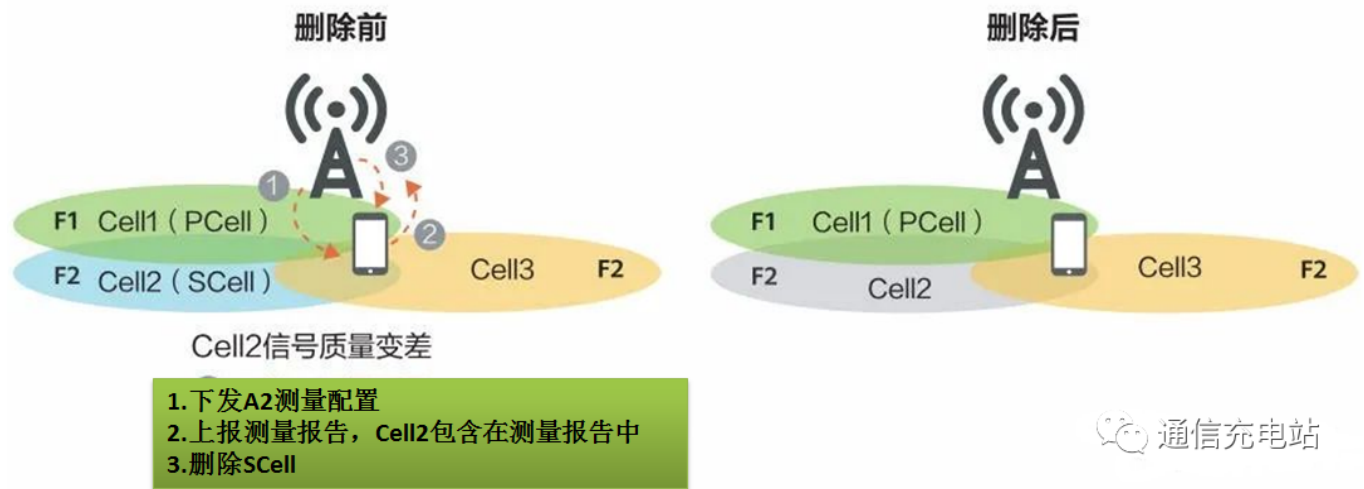 删除前
删除后
1
3
2
F1 Cell1（PCell）
F2 Cell2（SCell）
Cell3 F2
F1 Cell1（PCell）
F2 Cell2
Cell3 F2
Cell2信号质量变差
1.下发A2测量配置
2.上报测量报告，Cell2包含在测量报告中
3.删除SCell
通信充电站